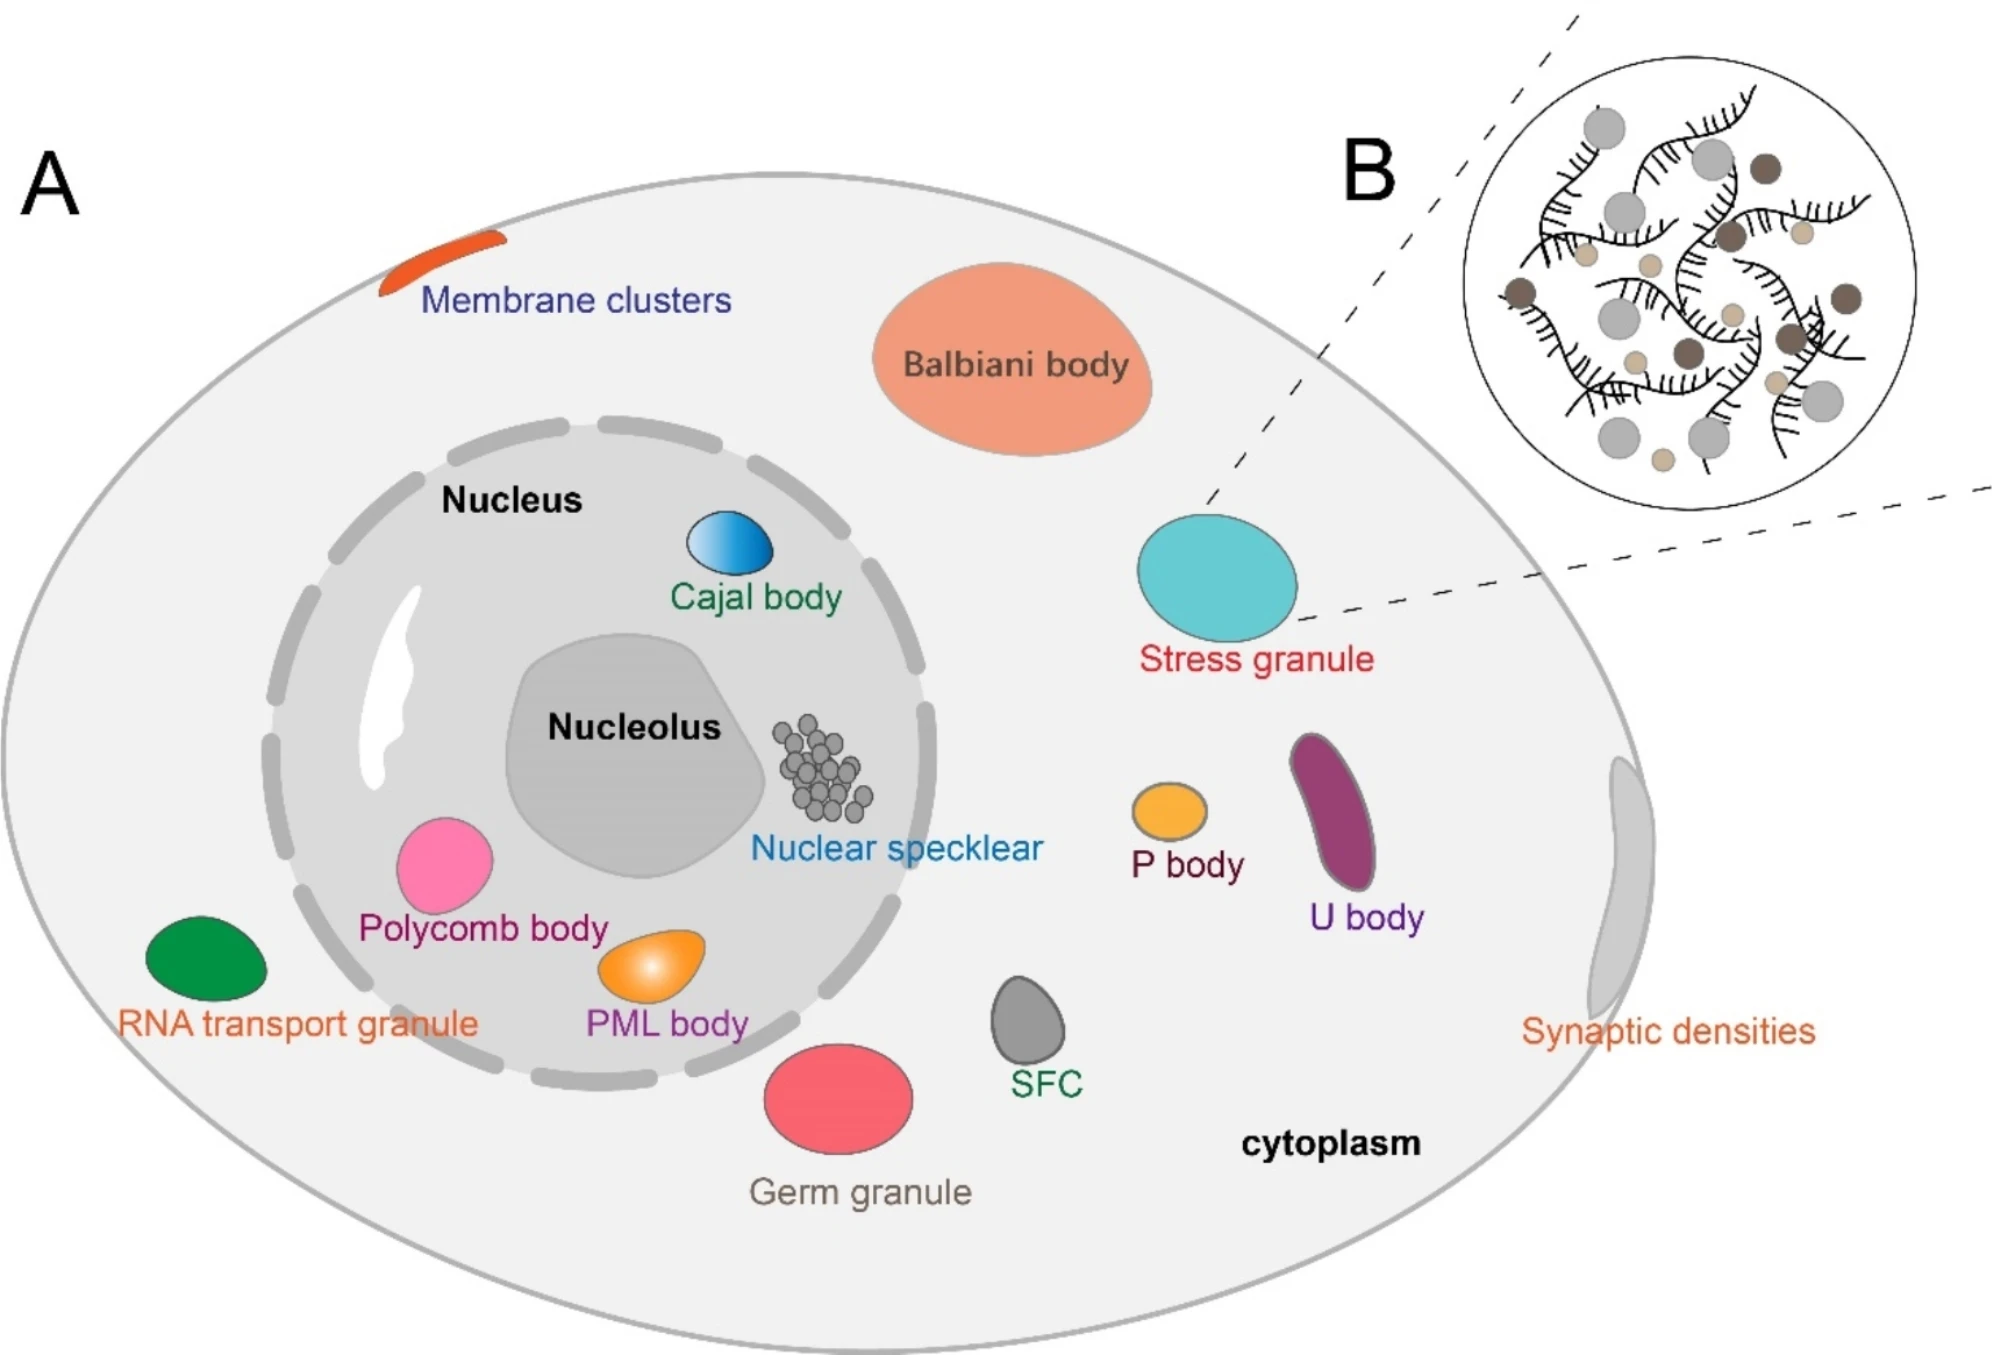 A
B
Membrane clusters
Balbiani body
Nucleus
Cajal body
Stress granule
Nucleolus
Nuclear specklear
P body
U body
Polycomb body
RNA transport granule
PML body
Synaptic densities
SFC
cytoplasm
Germ granule